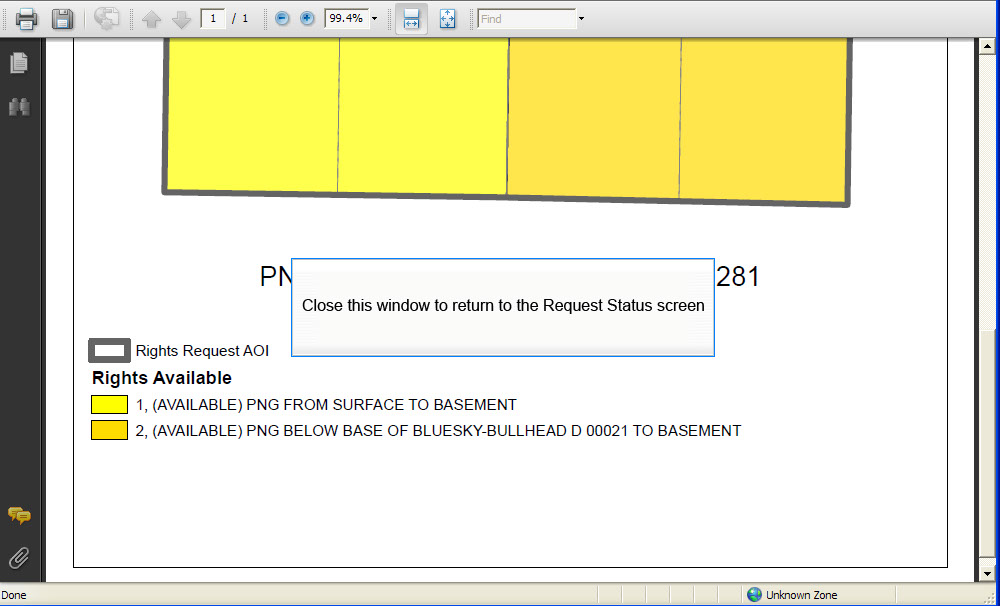 1 / 1 99.4% Find
PN 281
Close this window to return to the Request Status screen
Rights Request AOI
Rights Available
1, (AVAILABLE) PNG FROM SURFACE TO BASEMENT
2, (AVAILABLE) PNG BELOW BASE OF BLUESKY-BULLHEAD D 00021 TO BASEMENT
Done Unknown Zone